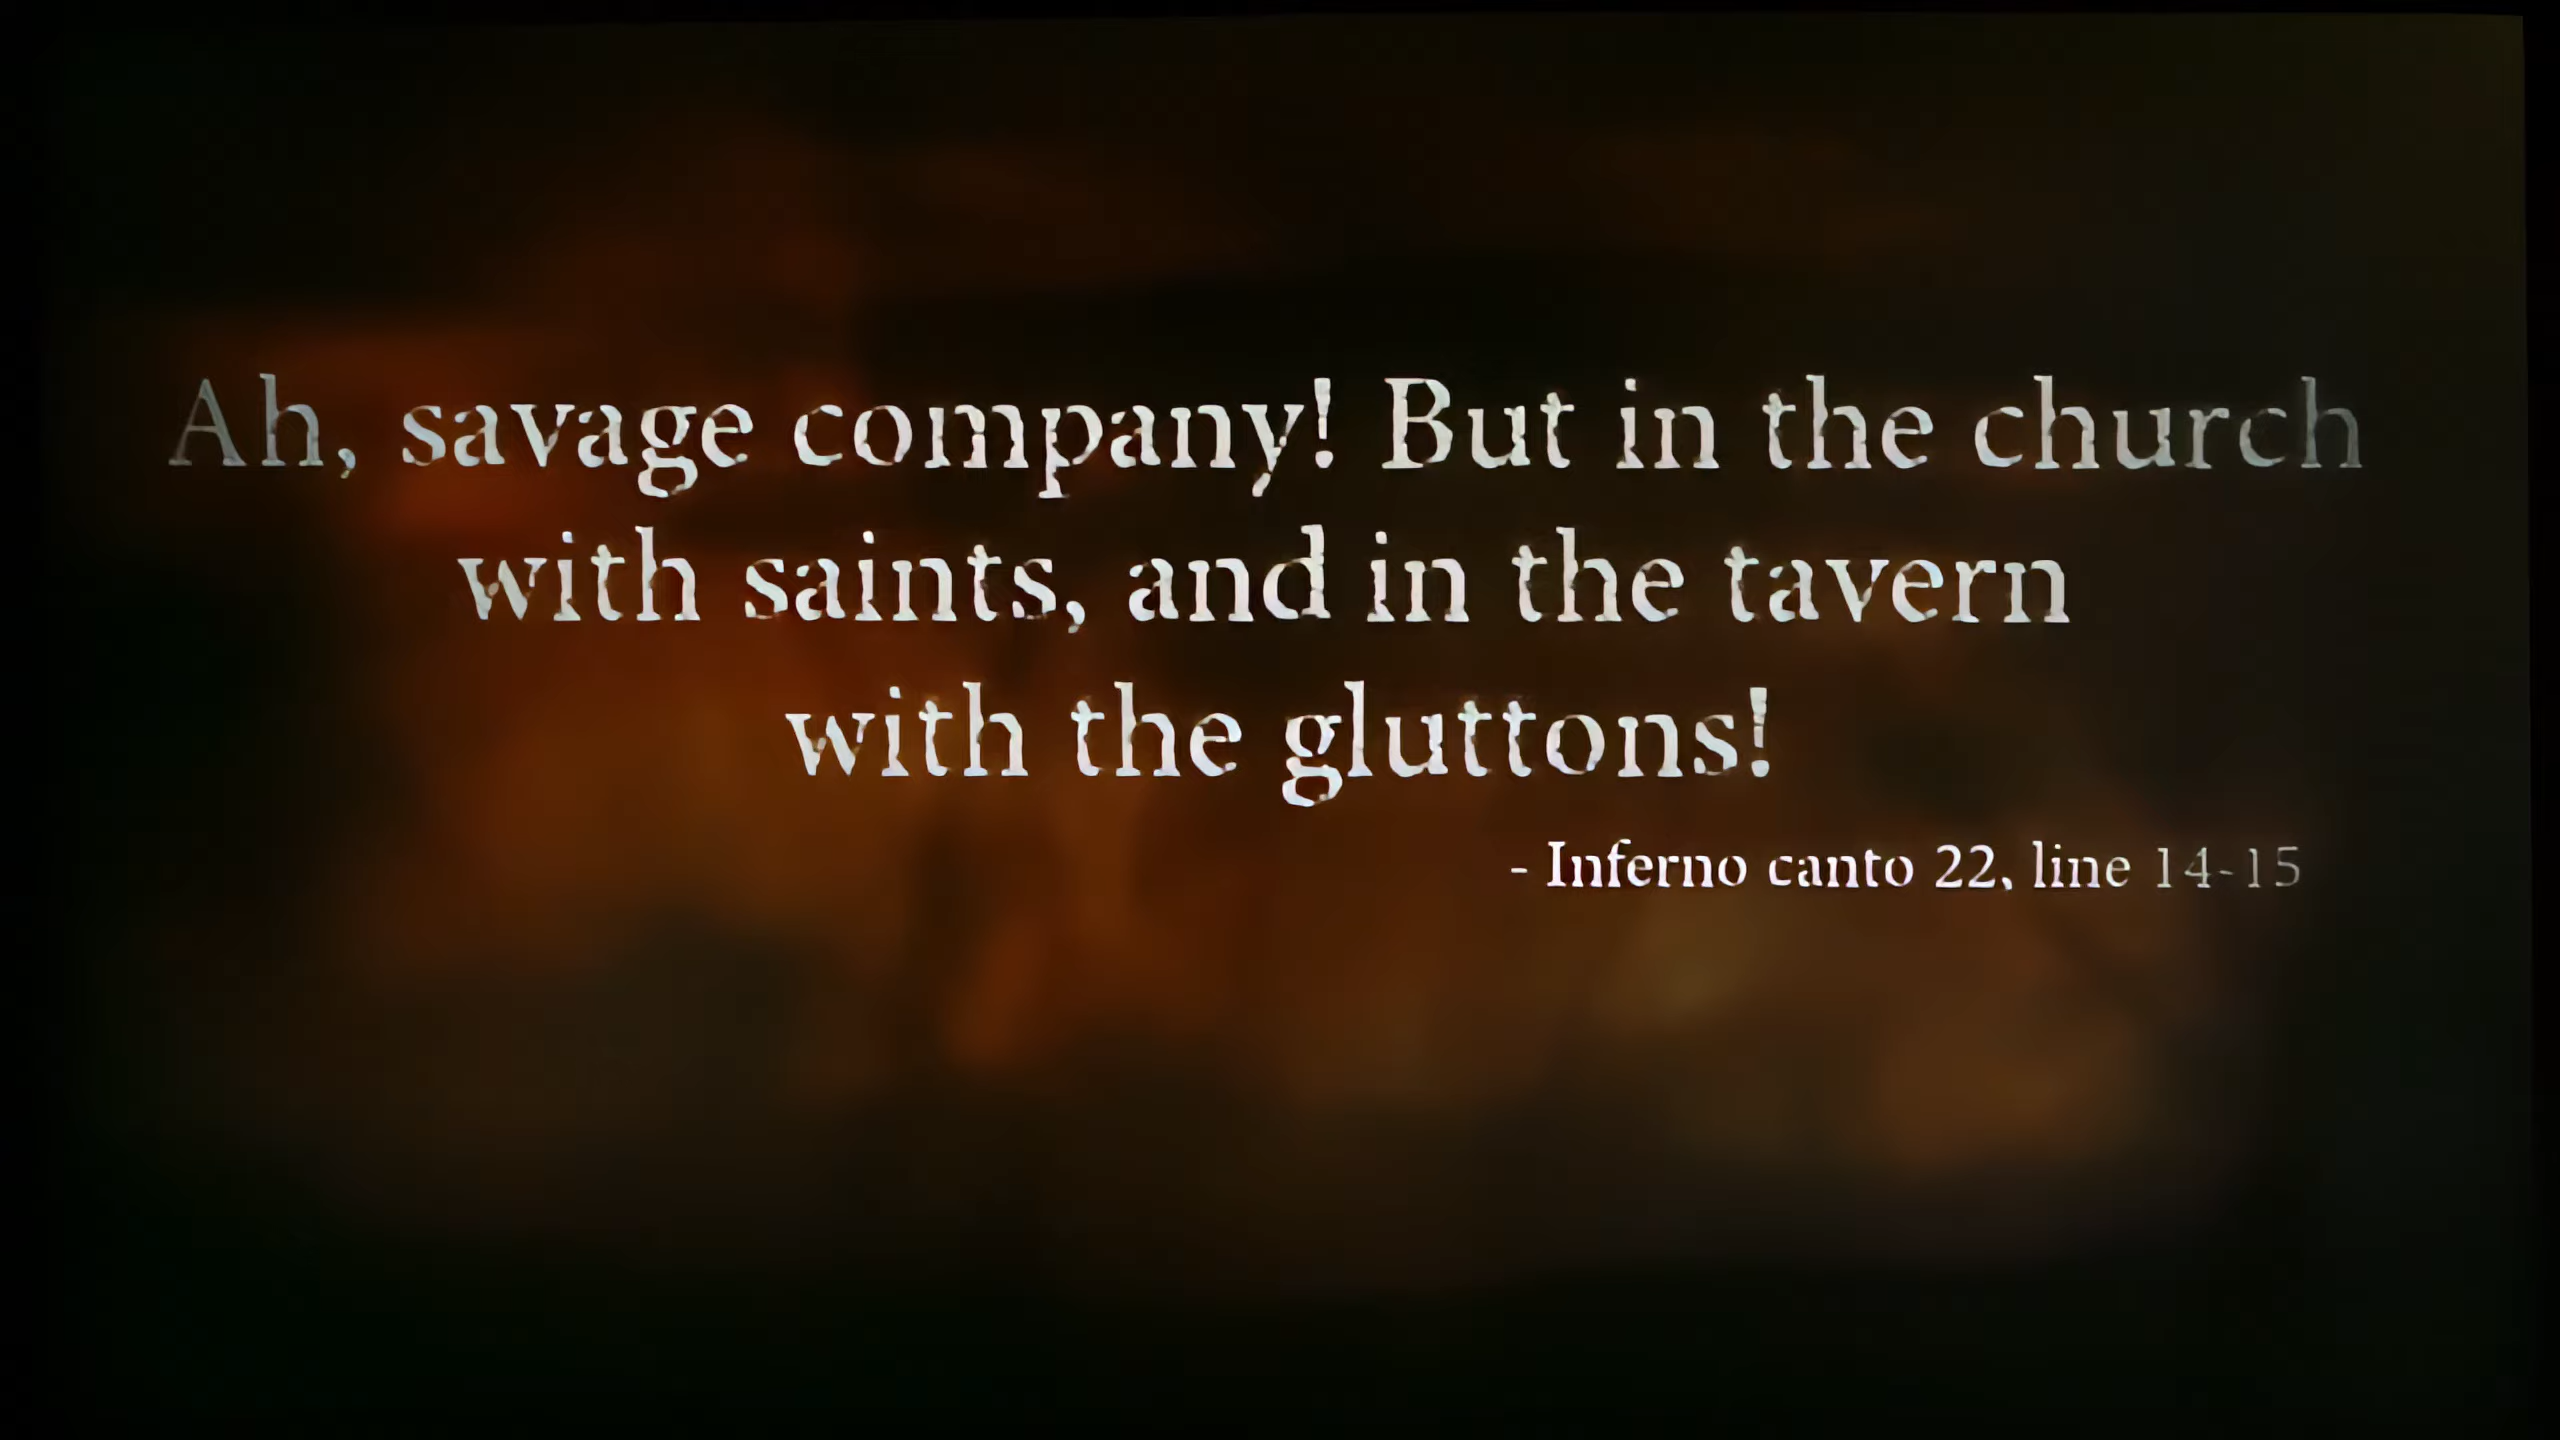 Ah, savage company! But in the church
with saints, and in the tavern
with the gluttons!
- Inferno canto 22, line 14-15